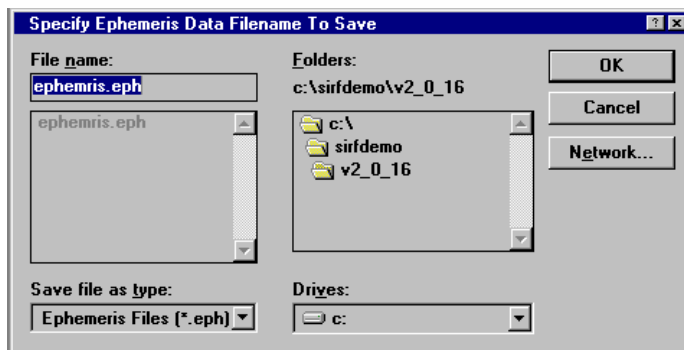 Specify Ephemeris Data Filename To Save
File name:
ephemris.eph
ephemris.eph
Save file as type:
Ephemeris Files (*.eph)
Folders:
c:\sirfdemo\v2_0_16
c:\
sirfdemo
v2_0_16
Drives:
c:
OK
Cancel
Network...